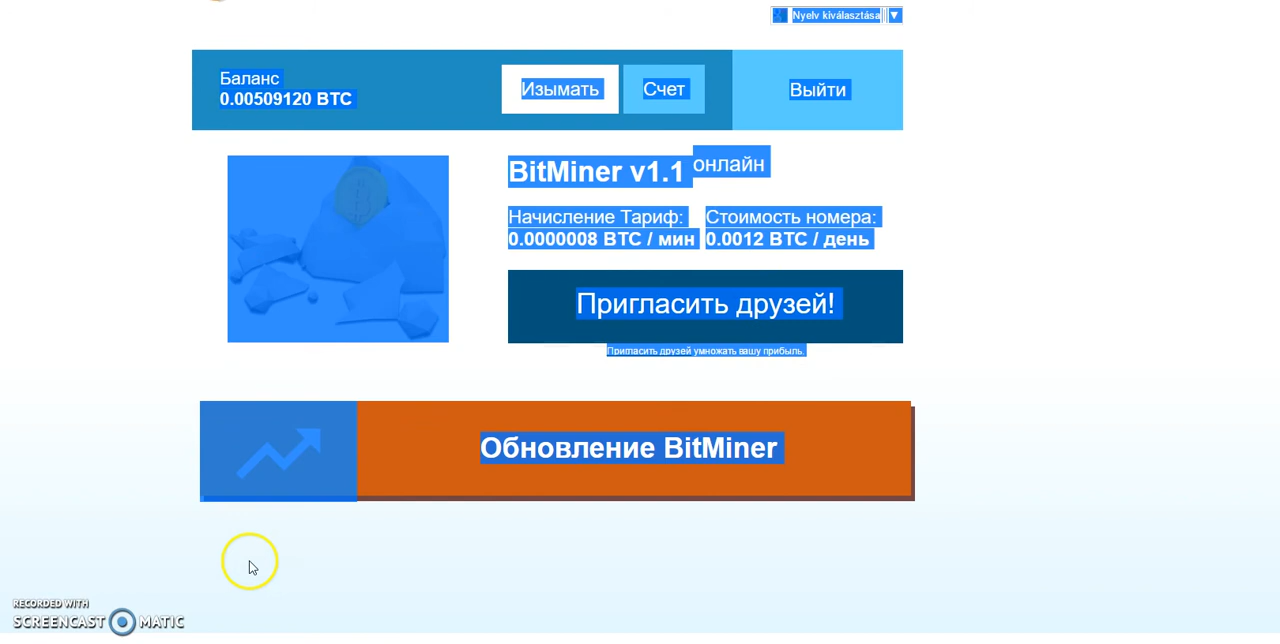 Nyelv kiválasztása
Баланс
0.00509120 BTC
Изымать
Счет
Выйти
BitMiner v1.1 онлайн
Начисление Тариф:
0.0000008 BTC / мин
Стоимость номера:
0.0012 BTC / день
Пригласить друзей!
Пригласить друзей умножать вашу прибыль.
Обновление BitMiner
RECORDED WITH
SCREENCAST MATIC